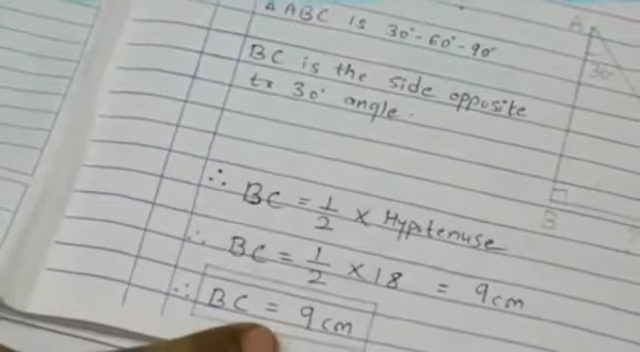 Δ ABC is 30°-60°-90°
BC is the side opposite
to 30° angle.
∴ BC = 1/2 × Hyptenuse
∴ BC = 1/2 × 18 = 9cm
∴ BC = 9cm
A
30°
B